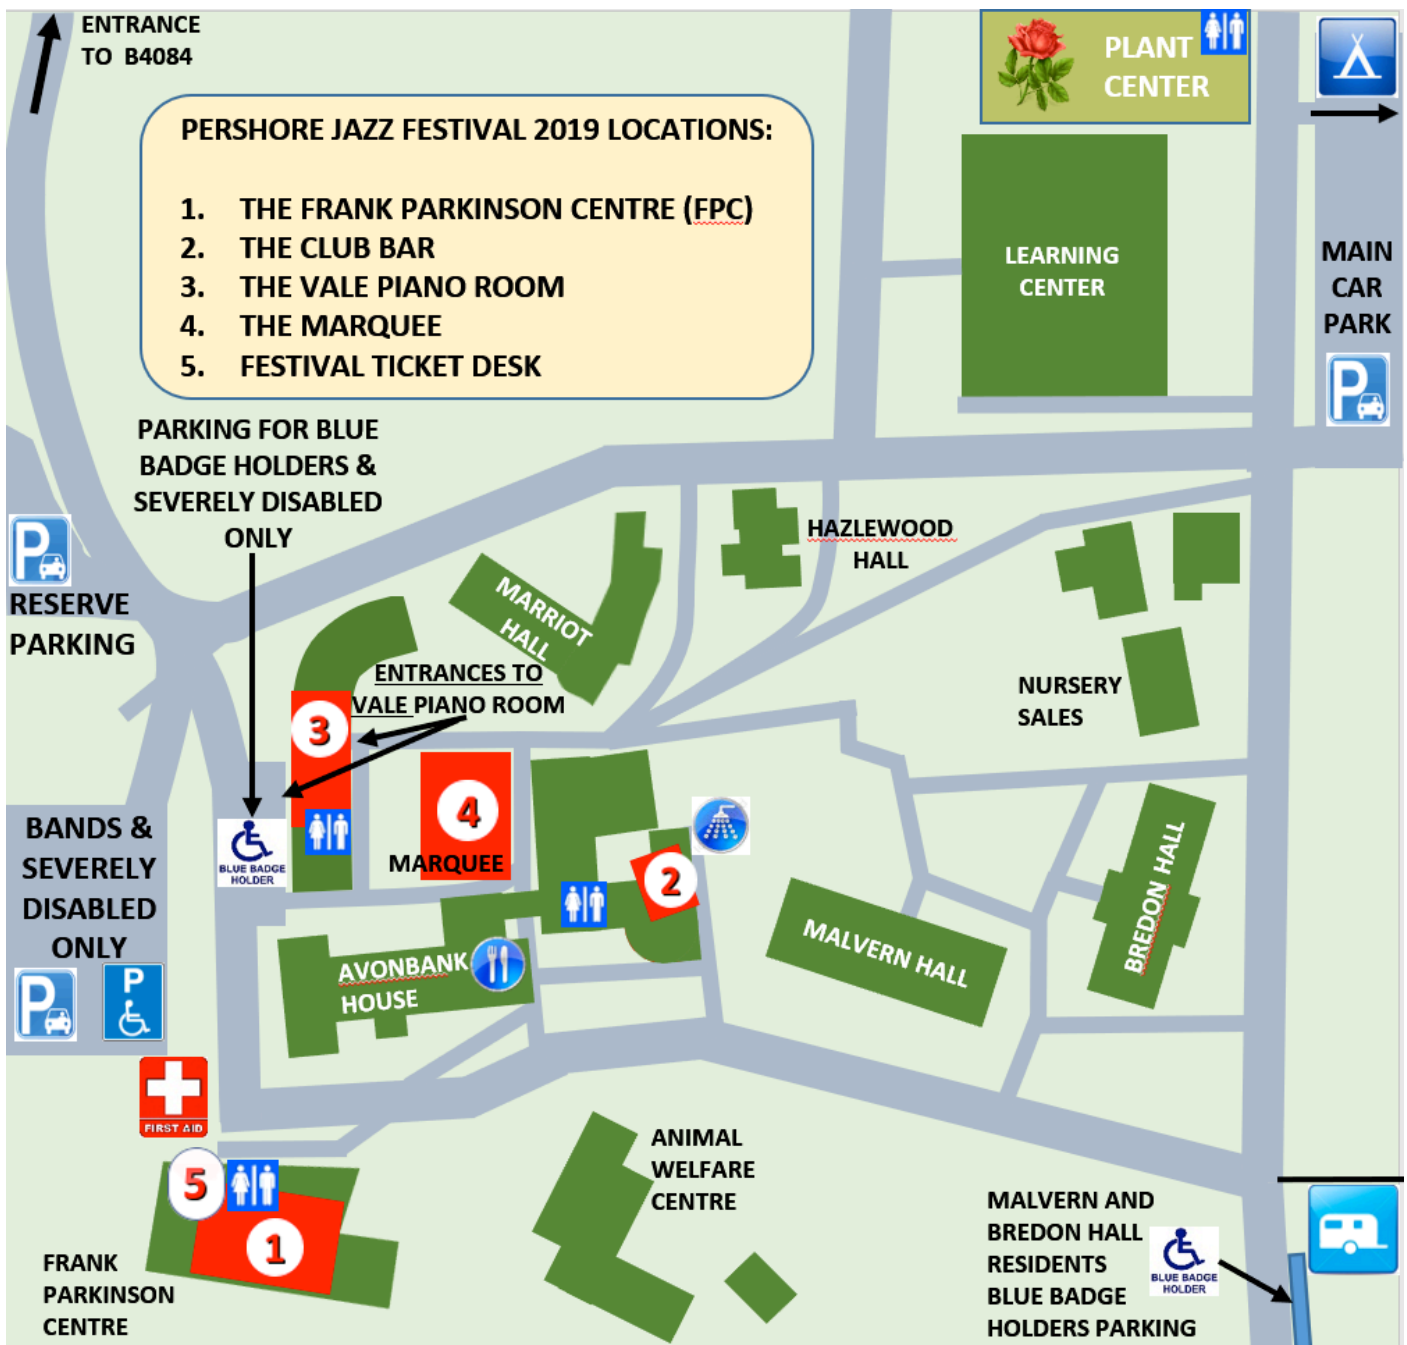 ENTRANCE
TO B4084
PERSHORE JAZZ FESTIVAL 2019 LOCATIONS:
1. THE FRANK PARKINSON CENTRE (FPC)
2. THE CLUB BAR
3. THE VALE PIANO ROOM
4. THE MARQUEE
5. FESTIVAL TICKET DESK
PLANT
CENTER
LEARNING
CENTER
MAIN
CAR
PARK
P
PARKING FOR BLUE
BADGE HOLDERS &
SEVERELY DISABLED
ONLY
P
RESERVE
PARKING
HAZLEWOOD
HALL
MARRIOT
HALL
ENTRANCES TO
VALE PIANO ROOM
3
NURSERY
SALES
4
MARQUEE
BLUE BADGE
HOLDER
2
BANDS &
SEVERELY
DISABLED
ONLY
P
P
AVONBANK
HOUSE
MALVERN HALL
BREDON HALL
FIRST AID
5
1
FRANK
PARKINSON
CENTRE
ANIMAL
WELFARE
CENTRE
MALVERN AND
BREDON HALL
RESIDENTS
BLUE BADGE
HOLDERS PARKING
BLUE BADGE
HOLDER